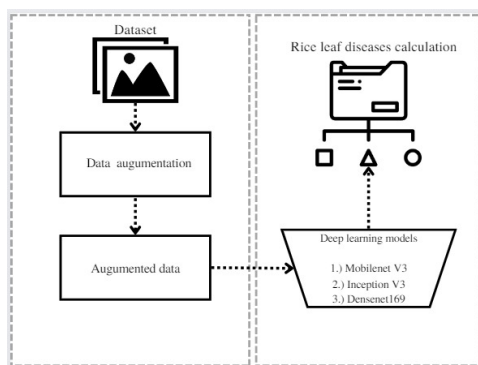 Dataset
Data augumentation
Augumented data
Rice leaf diseases calculation
Deep learning models
1.) Mobilenet V3
2.) Inception V3
3.) Densenet169